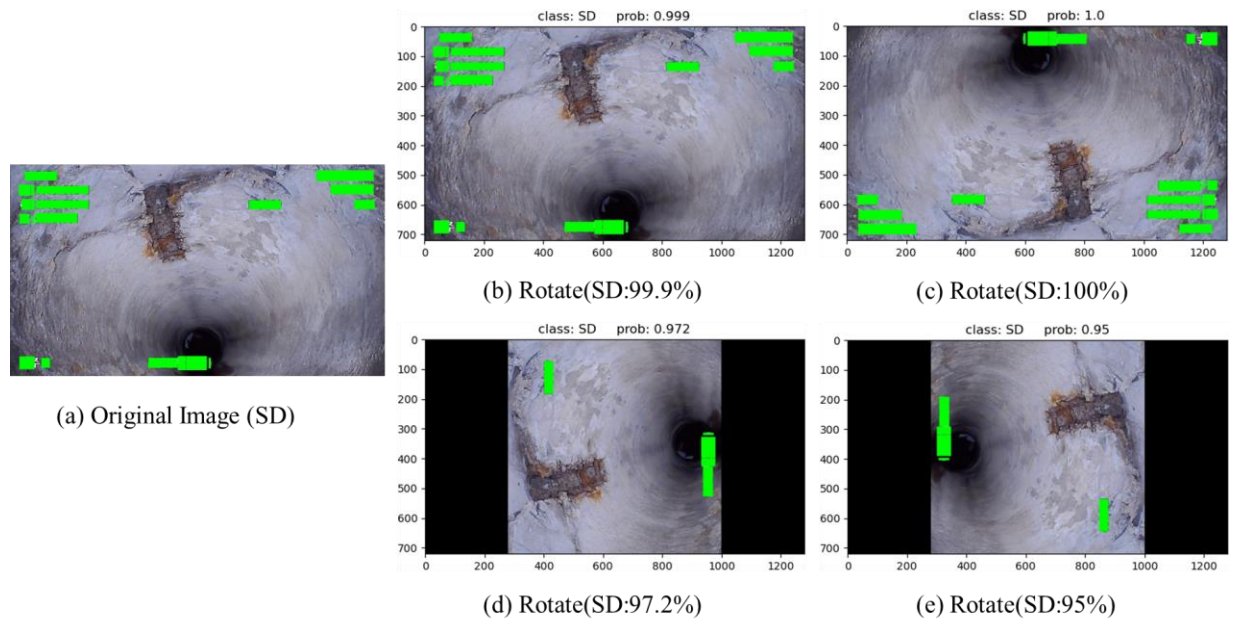 class: SD prob: 0.999
0
100
200
300
400
500
600
700
0 200 400 600 800 1000 1200
(b) Rotate(SD:99.9%)
class: SD prob: 1.0
0
100
200
300
400
500
600
700
0 200 400 600 800 1000 1200
(c) Rotate(SD:100%)
(a) Original Image (SD)
class: SD prob: 0.972
0
100
200
300
400
500
600
700
0 200 400 600 800 1000 1200
(d) Rotate(SD:97.2%)
class: SD prob: 0.95
0
100
200
300
400
500
600
700
0 200 400 600 800 1000 1200
(e) Rotate(SD:95%)